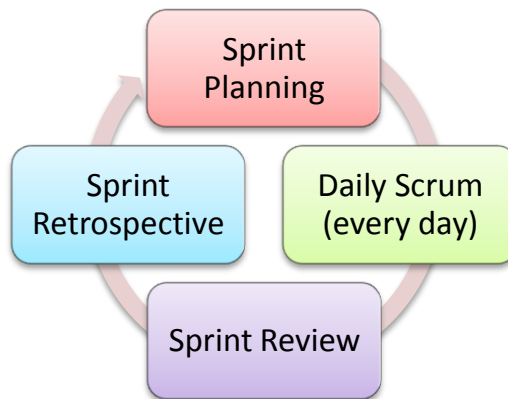 Sprint
Planning
Daily Scrum
(every day)
Sprint Review
Sprint
Retrospective